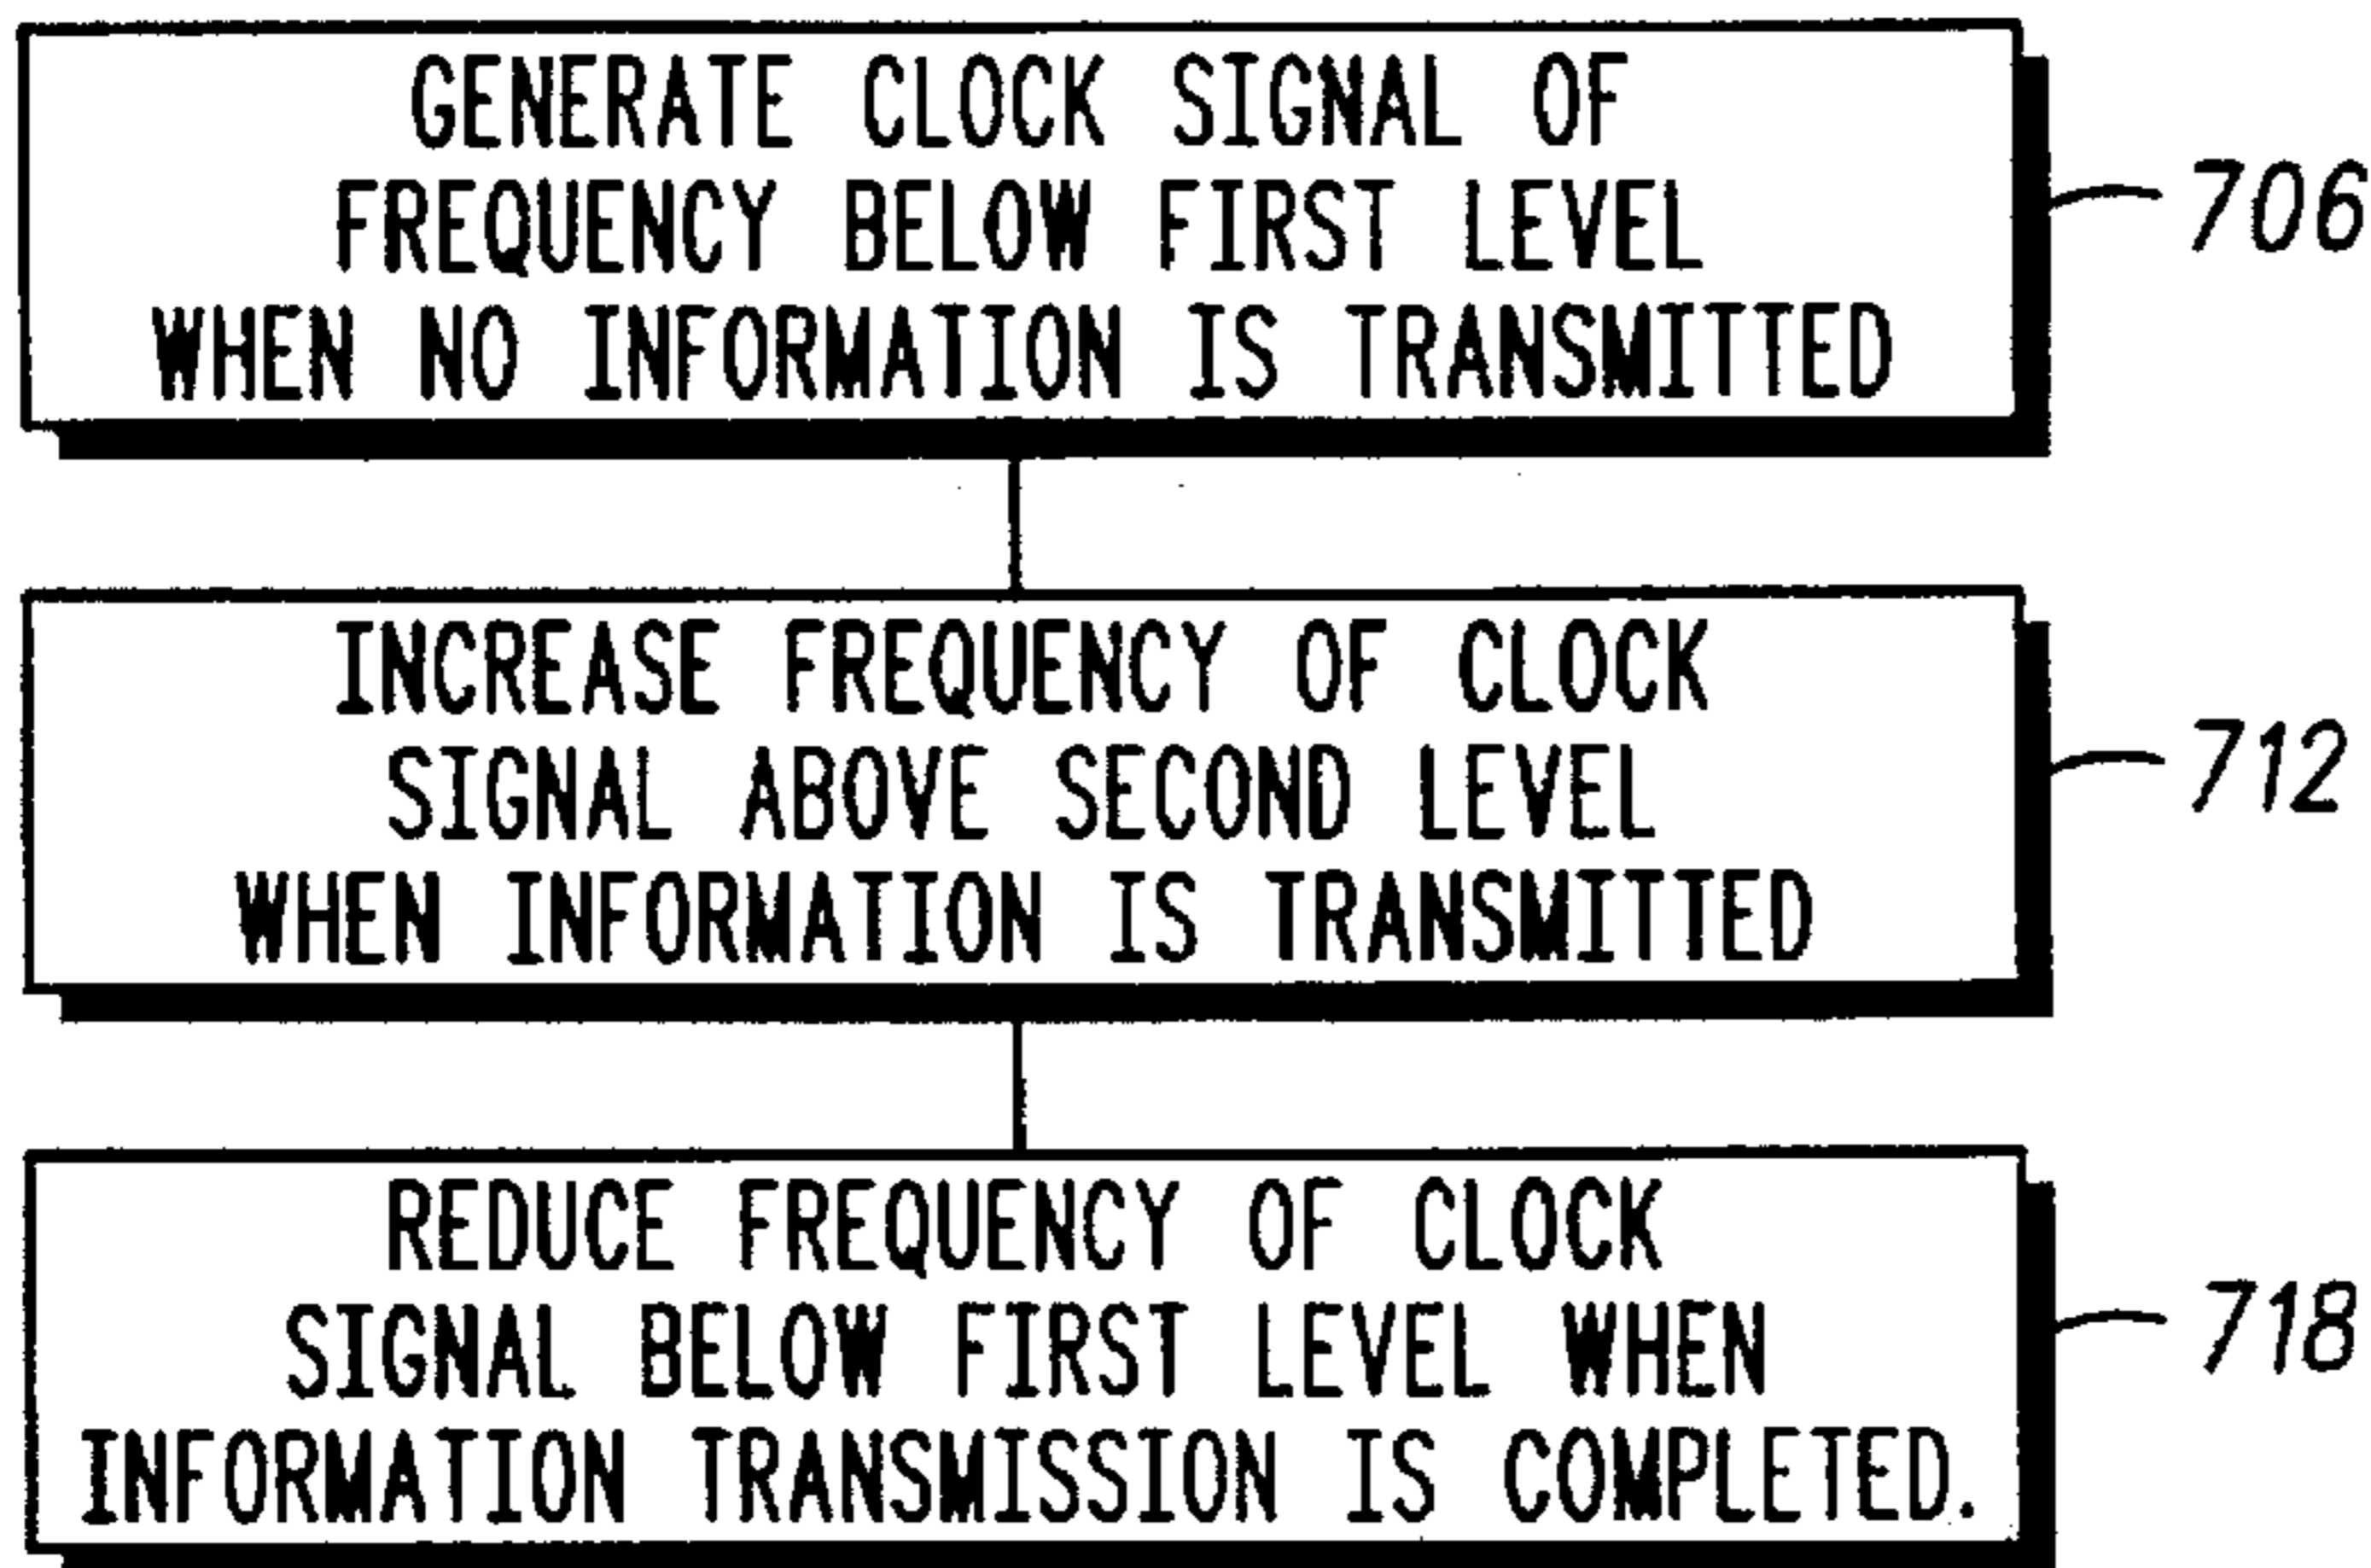 GENERATE CLOCK SIGNAL OF
FREQUENCY BELOW FIRST LEVEL
WHEN NO INFORMATION IS TRANSMITTED
706
INCREASE FREQUENCY OF CLOCK
SIGNAL ABOVE SECOND LEVEL
WHEN INFORMATION IS TRANSMITTED
712
REDUCE FREQUENCY OF CLOCK
SIGNAL BELOW FIRST LEVEL WHEN
INFORMATION TRANSMISSION IS COMPLETED.
718